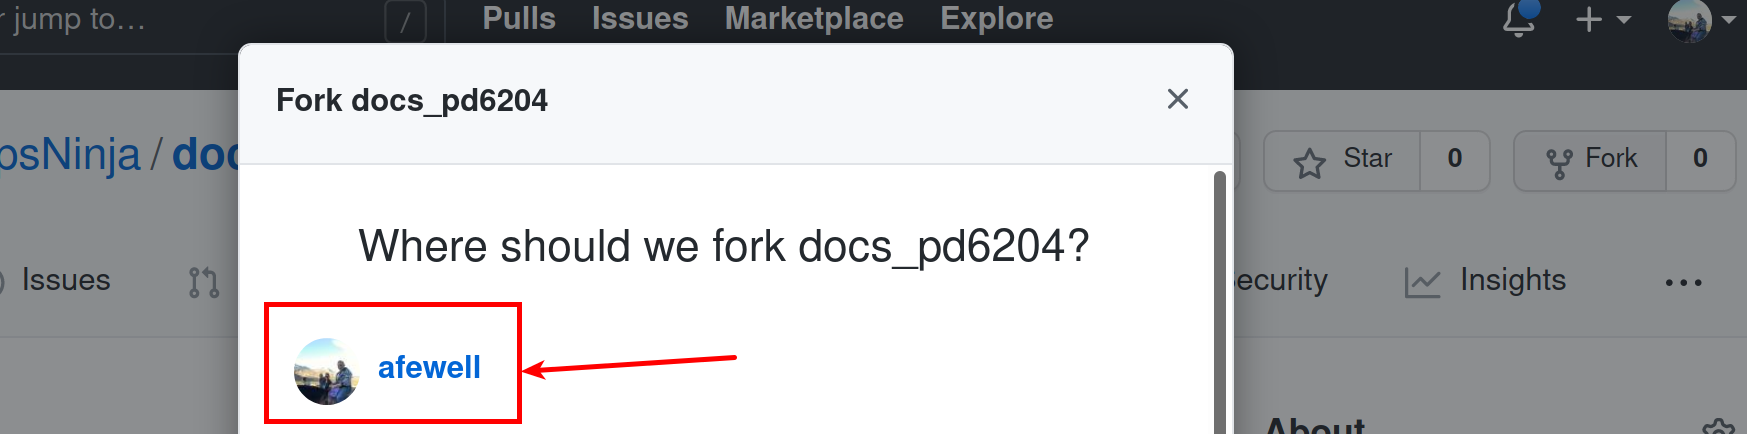 r jump to… / Pulls Issues Marketplace Explore
Fork docs_pd6204
psNinja / doc
Star 0 Fork 0
Where should we fork docs_pd6204?
Issues ecurity Insights ...
afewell
About